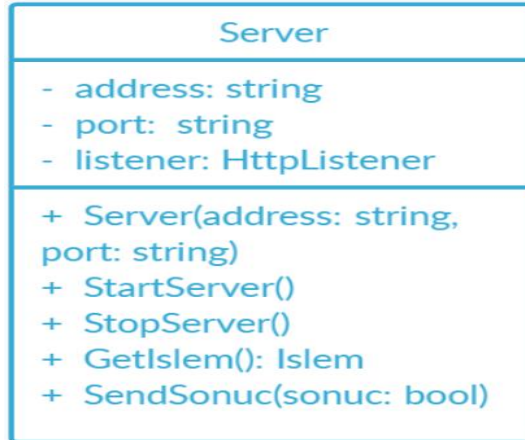 Server
- address: string
- port: string
- listener: HttpListener
+ Server(address: string,
port: string)
+ StartServer()
+ StopServer()
+ GetIslem(): Islem
+ SendSonuc(sonuc: bool)